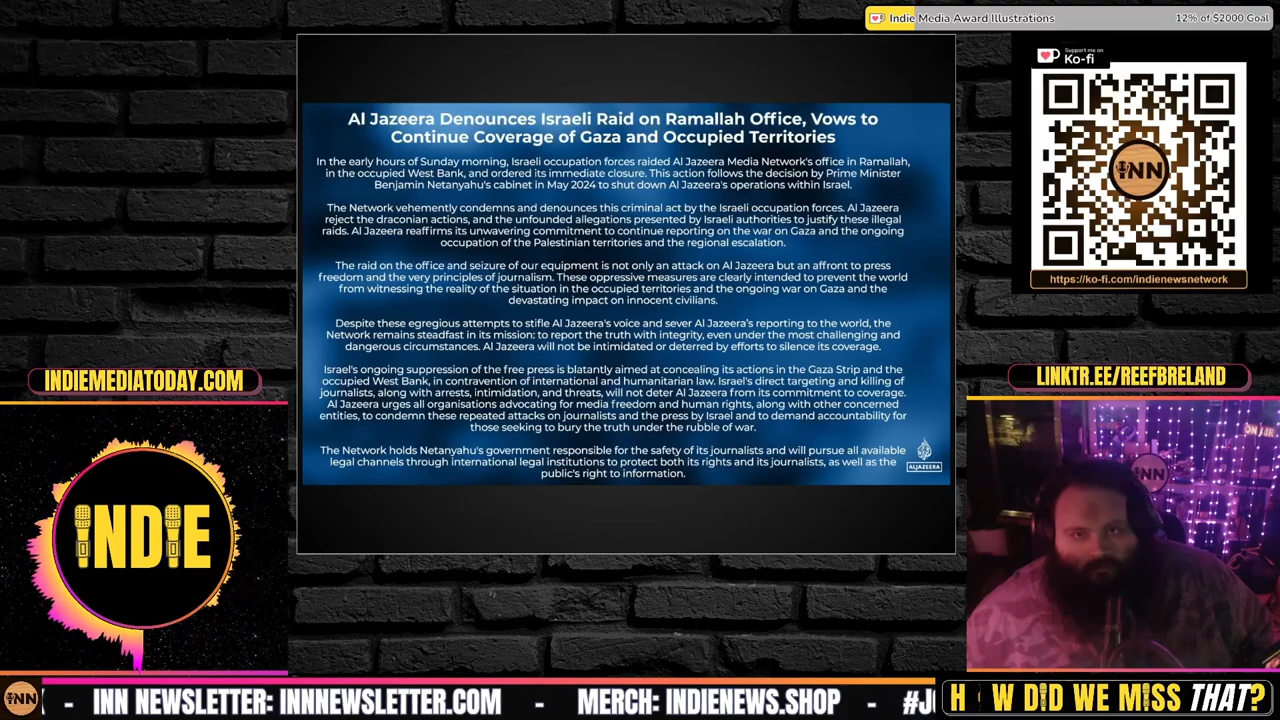 Indie Media Award Illustrations
12% of $2000 Goal
Support me on
Ko-fi
INN
https://ko-fi.com/indienewsnetwork
Al Jazeera Denounces Israeli Raid on Ramallah Office, Vows to
Continue Coverage of Gaza and Occupied Territories
In the early hours of Sunday morning, Israeli occupation forces raided Al Jazeera Media Network's office in Ramallah,
in the occupied West Bank, and ordered its immediate closure. This action follows the decision by Prime Minister
Benjamin Netanyahu's cabinet in May 2024 to shut down Al Jazeera's operations within Israel.
The Network vehemently condemns and denounces this criminal act by the Israeli occupation forces. Al Jazeera
reject the draconian actions, and the unfounded allegations presented by Israeli authorities to justify these illegal
raids. Al Jazeera reaffirms its unwavering commitment to continue reporting on the war on Gaza and the ongoing
occupation of the Palestinian territories and the regional escalation.
The raid on the office and seizure of our equipment is not only an attack on Al Jazeera but an affront to press
freedom and the very principles of journalism. These oppressive measures are clearly intended to prevent the world
from witnessing the reality of the situation in the occupied territories and the ongoing war on Gaza and the
devastating impact on innocent civilians.
Despite these egregious attempts to stifle Al Jazeera's voice and sever Al Jazeera's reporting to the world, the
Network remains steadfast in its mission: to report the truth with integrity, even under the most challenging and
dangerous circumstances. Al Jazeera will not be intimidated or deterred by efforts to silence its coverage.
Israel's ongoing suppression of the free press is blatantly aimed at concealing its actions in the Gaza Strip and the
occupied West Bank, in contravention of international and humanitarian law. Israel's direct targeting and killing of
journalists, along with arrests, intimidation, and threats, will not deter Al Jazeera from its commitment to coverage.
Al Jazeera urges all organisations advocating for media freedom and human rights, along with other concerned
entities, to condemn these repeated attacks on journalists and the press by Israel and to demand accountability for
those seeking to bury the truth under the rubble of war.
The Network holds Netanyahu's government responsible for the safety of its journalists and will pursue all available
legal channels through international legal institutions to protect both its rights and its journalists, as well as the
public's right to information.
ALJAZEERA
INDIEMEDIATODAY.COM
LINKTR.EE/REEFBRELAND
INDIE
INN
ON AIR
INN
- INN NEWSLETTER: INNNEWSLETTER.COM - MERCH: INDIENEWS.SHOP -
H W DID WE MISS THAT?